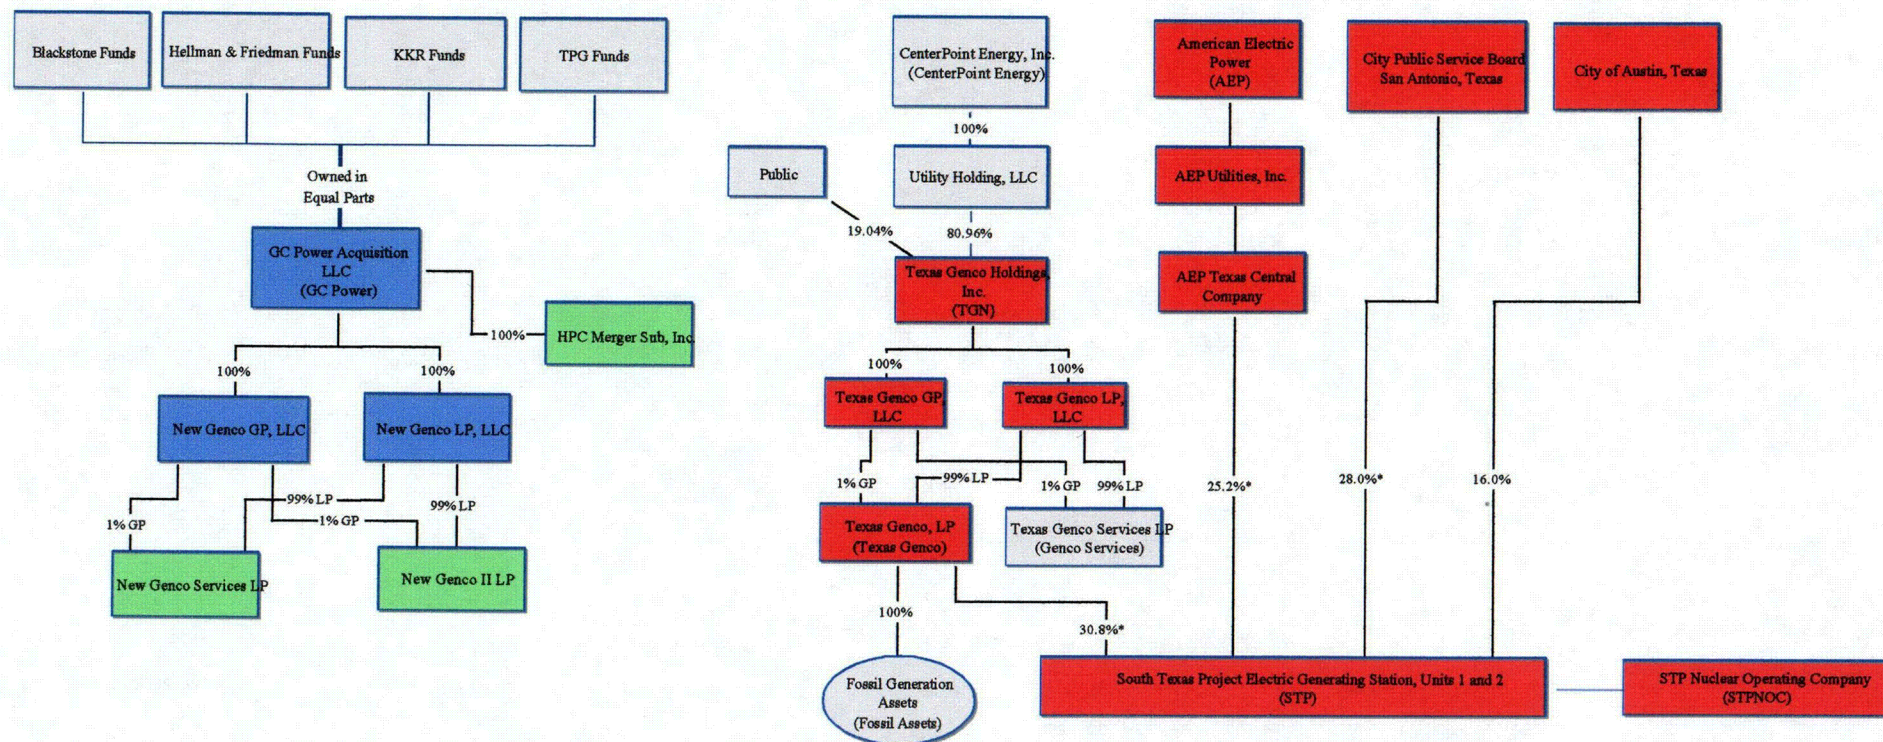 Blackstone Funds
Hellman & Friedman Funds
KKR Funds
TPG Funds
Owned in
Equal Parts
GC Power Acquisition
LLC
(GC Power)
100%
HPC Merger Sub, Inc.
100%
100%
New Genco GP, LLC
New Genco LP, LLC
1% GP
99% LP
1% GP
99% LP
New Genco Services LP
New Genco II LP
CenterPoint Energy, Inc.
(CenterPoint Energy)
100%
Public
Utility Holding, LLC
19.04%
80.96%
Texas Genco Holdings,
Inc.
(TGN)
100%
100%
Texas Genco GP,
LLC
Texas Genco LP,
LLC
1% GP
99% LP
1% GP
99% LP
Texas Genco, LP
(Texas Genco)
Texas Genco Services LP
(Genco Services)
100%
30.8%*
Fossil Generation
Assets
(Fossil Assets)
American Electric
Power
(AEP)
AEP Utilities, Inc.
AEP Texas Central
Company
25.2%*
City Public Service Board
San Antonio, Texas
28.0%*
City of Austin, Texas
16.0%
South Texas Project Electric Generating Station, Units 1 and 2
(STP)
STP Nuclear Operating Company
(STPNOC)